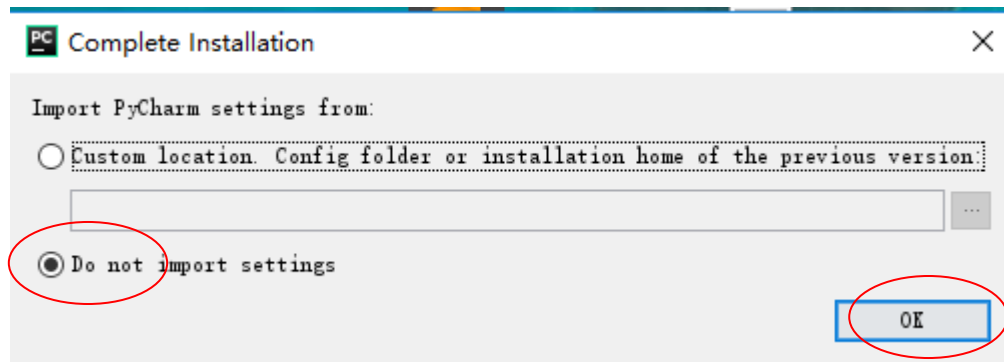 PC Complete Installation
Import PyCharm settings from:
Custom location. Config folder or installation home of the previous version:
...
Do not import settings
OK